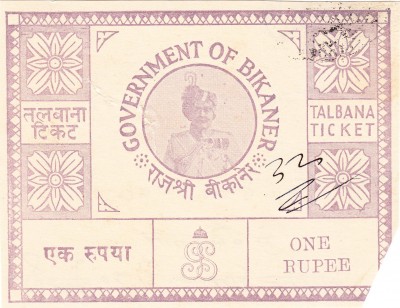 GOVERNMENT OF BIKANER
राजश्री बीकानेर
तलबाना
टिकट
TALBANA
TICKET
एक रुपया
ONE
RUPEE